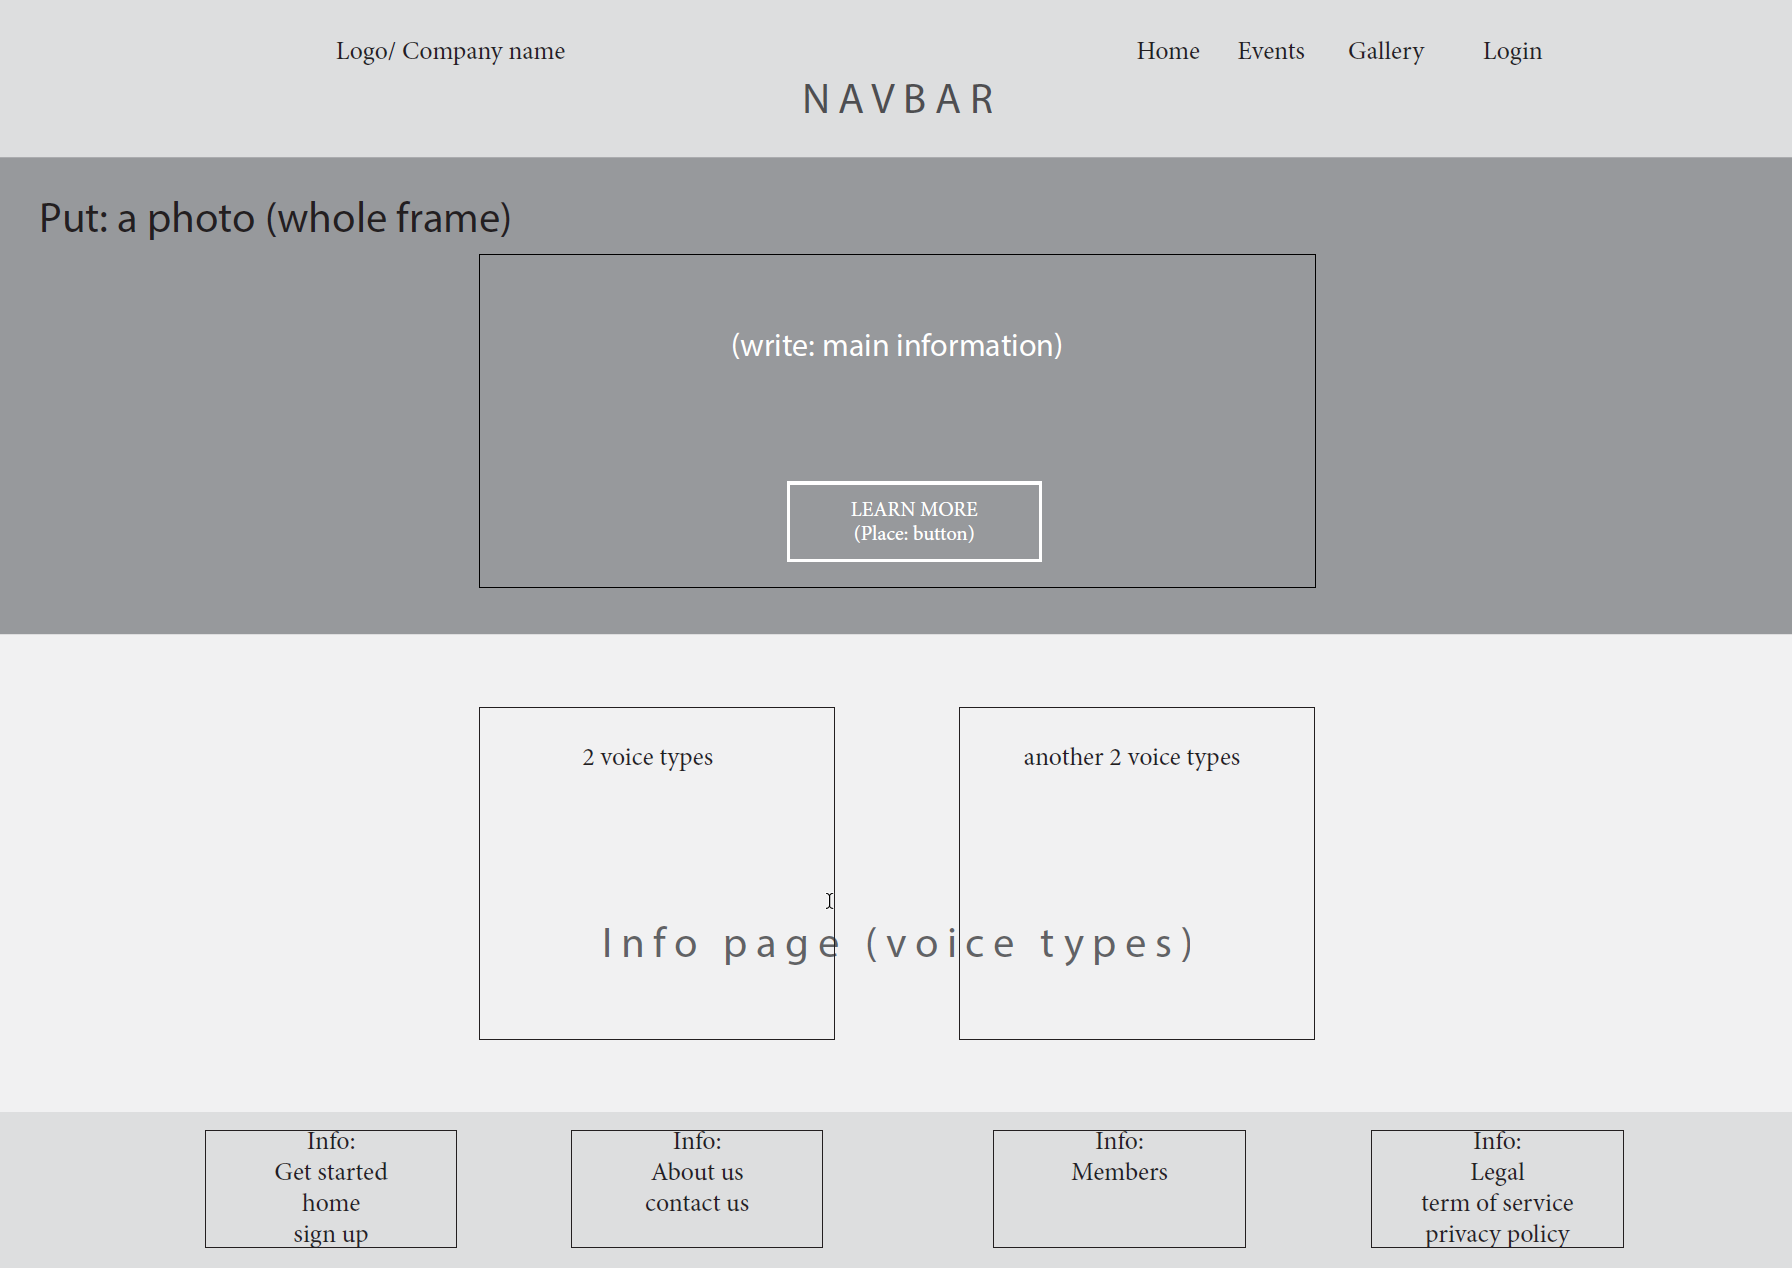 Logo/ Company name
Home Events Gallery Login
NAVBAR
Put: a photo (whole frame)
(write: main information)
LEARN MORE
(Place: button)
2 voice types
another 2 voice types
Info page (voice types)
Info:
Get started
home
sign up
Info:
About us
contact us
Info:
Members
Info:
Legal
term of service
privacy policy